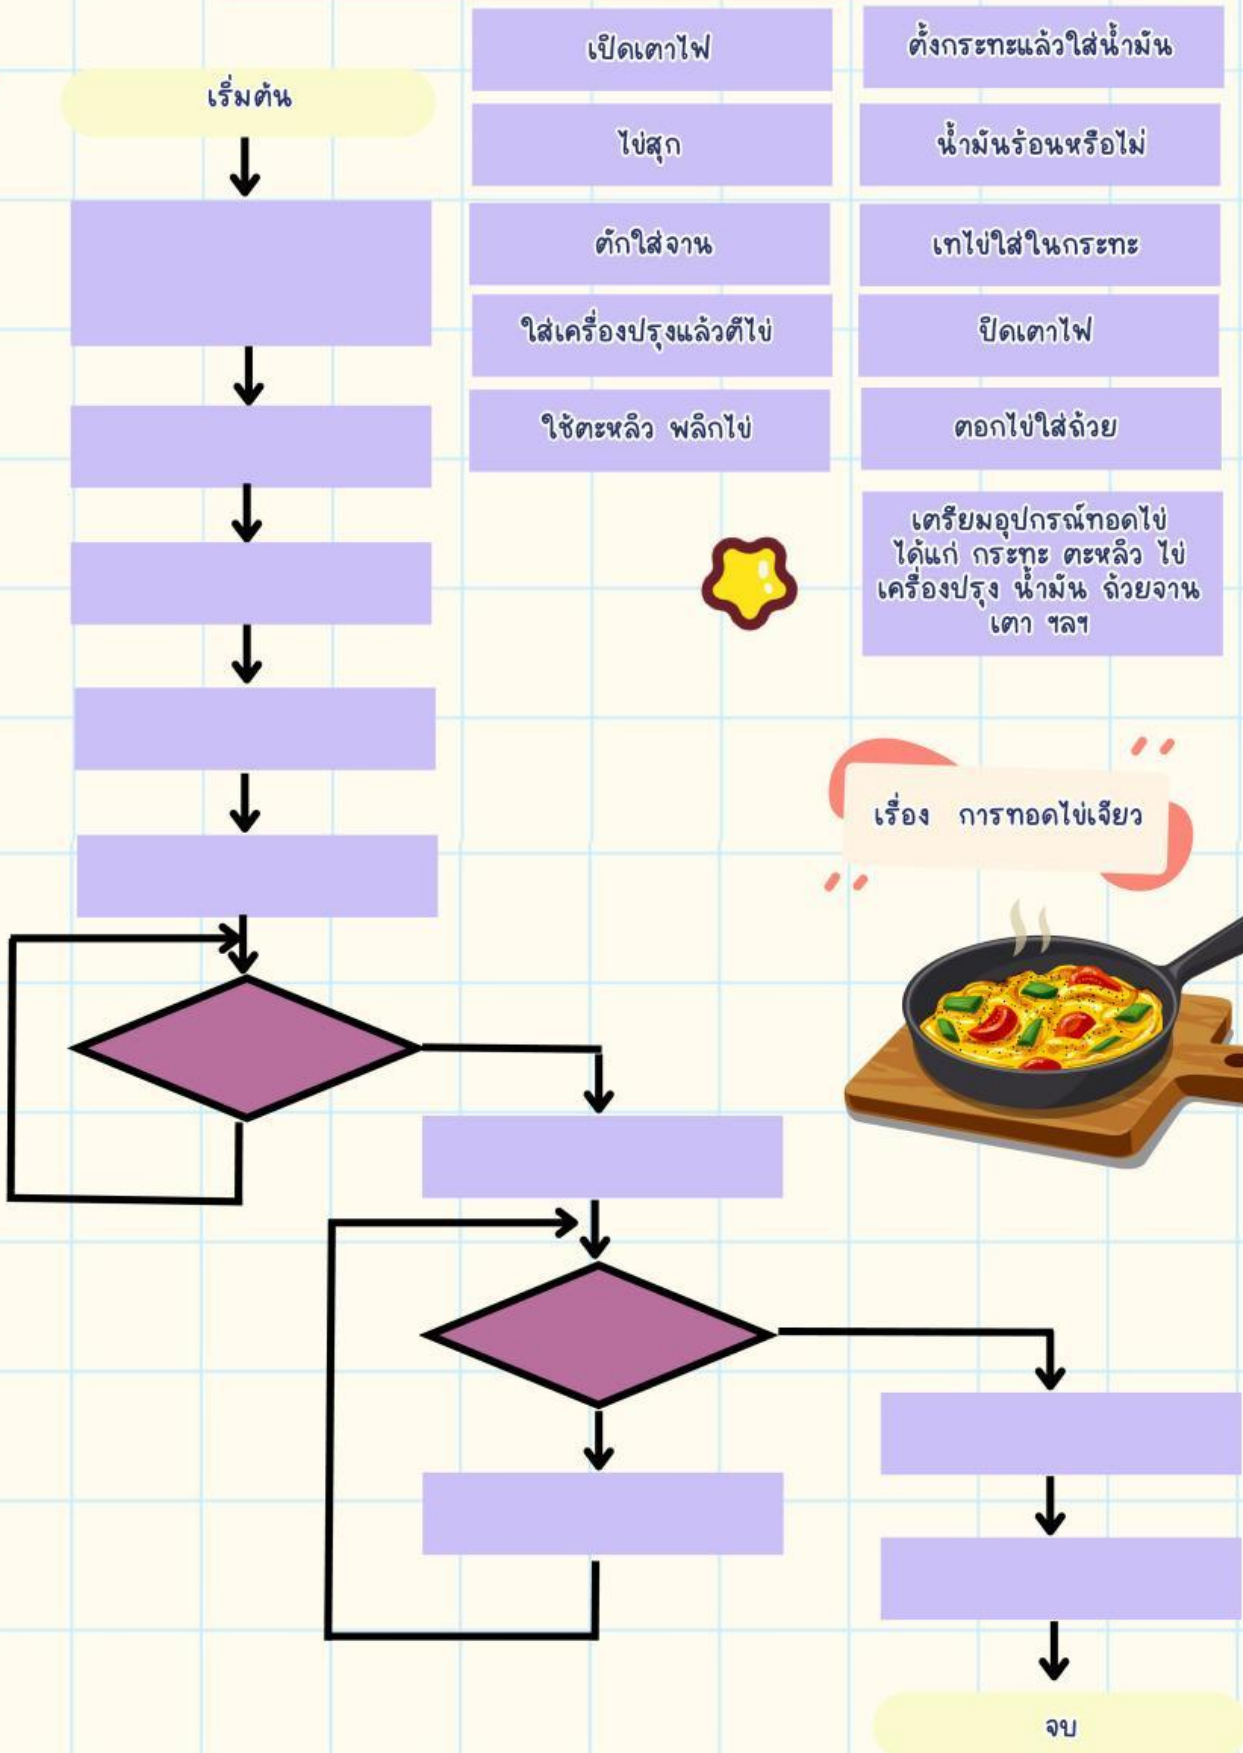 เริ่มต้น
เปิดเตาไฟ
ตั้งกระทะแล้วใส่น้ำมัน
ไข่สุก
น้ำมันร้อนหรือไม่
ตักใส่จาน
เทไข่ใส่ในกระทะ
ใส่เครื่องปรุงแล้วตีไข่
ปิดเตาไฟ
ใช้ตะหลิว พลิกไข่
ตอกไข่ใส่ถ้วย
เตรียมอุปกรณ์ทอดไข่
ได้แก่ กระทะ ตะหลิว ไข่
เครื่องปรุง น้ำมัน ถ้วยจาน
เตา ฯลฯ
เรื่อง การทอดไข่เจียว
จบ